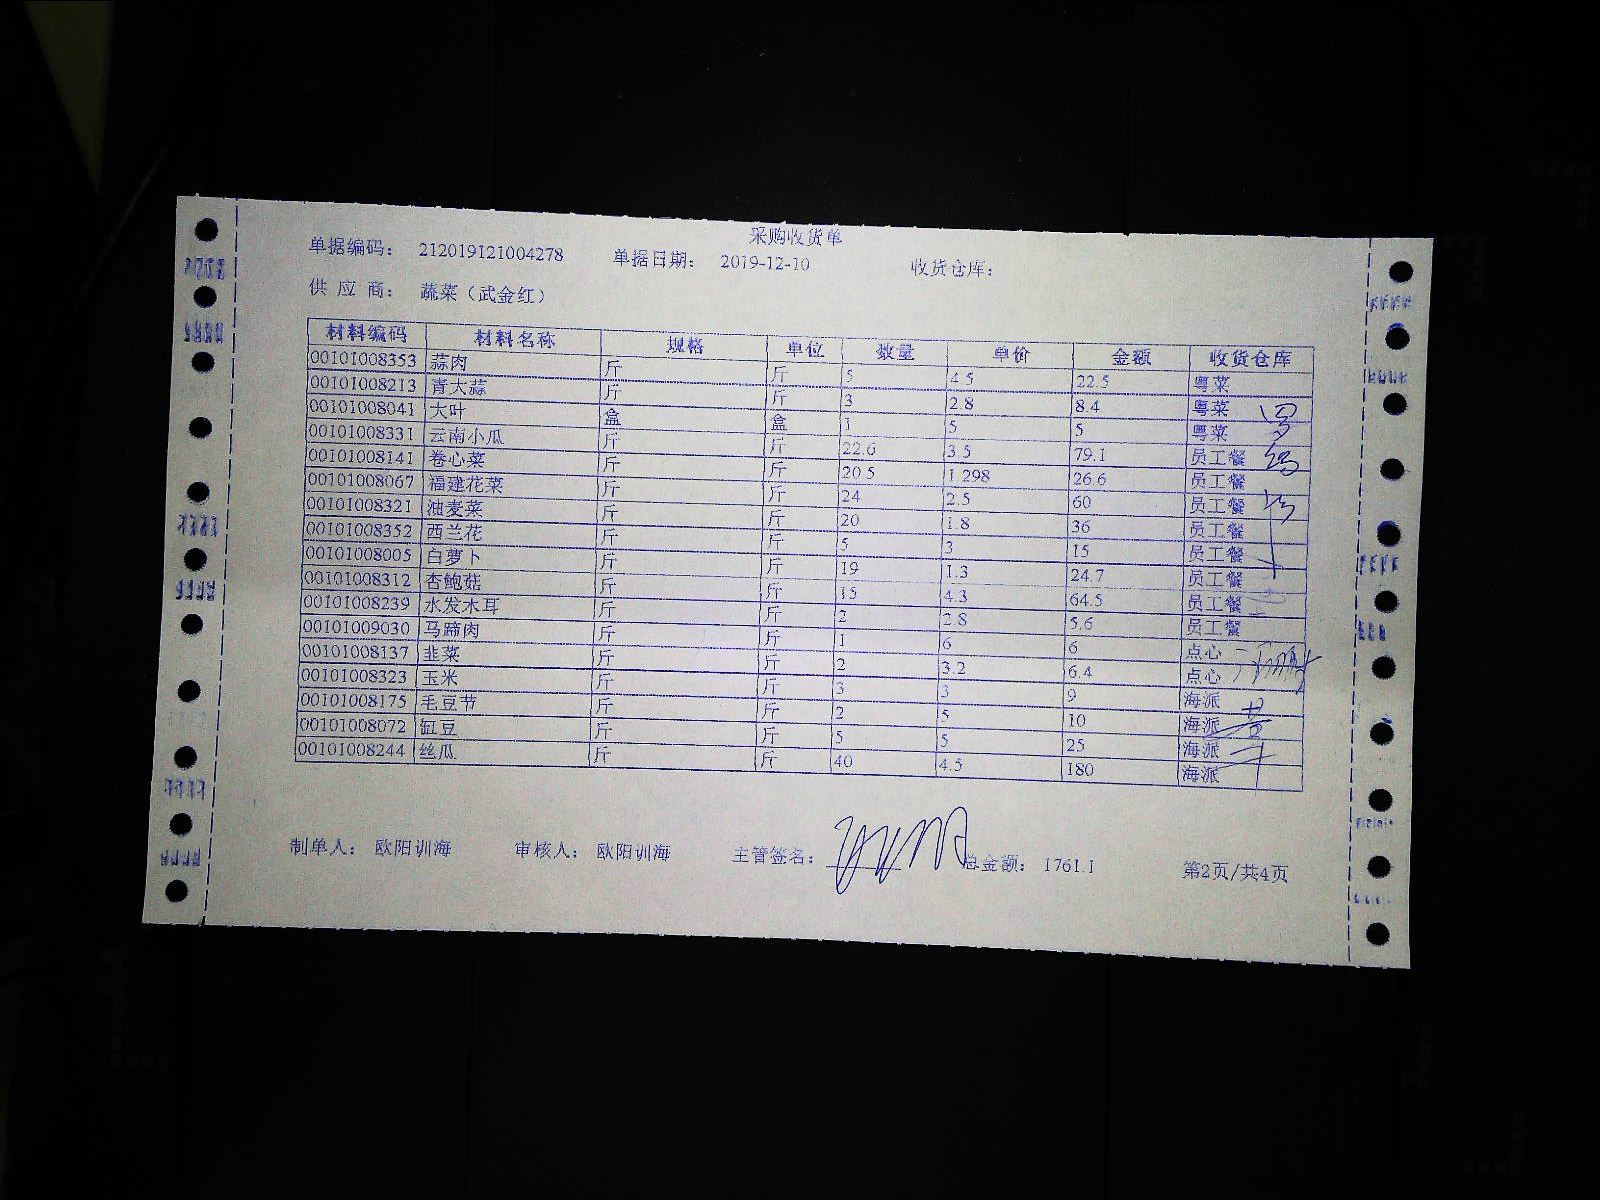 采购收货单
单据编码： 212019121004278 单据日期： 2019-12-10 收货仓库：
供 应 商： 蔬菜（武金红）
材料编码 材料名称 规格 单位 数量 单价 金额 收货仓库
00101008353 蒜肉 斤 斤 5 4.5 22.5 粤菜
00101008213 青大蒜 斤 斤 3 2.8 8.4 粤菜
00101008041 大叶 盒 盒 1 5 5 粤菜
00101008331 云南小瓜 斤 斤 22.6 3.5 79.1 员工餐
00101008141 卷心菜 斤 斤 20.5 1.298 26.6 员工餐
00101008067 福建花菜 斤 斤 24 2.5 60 员工餐
00101008321 油麦菜 斤 斤 20 1.8 36 员工餐
00101008352 西兰花 斤 斤 5 3 15 员工餐
00101008005 白萝卜 斤 斤 19 1.3 24.7 员工餐
00101008312 杏鲍菇 斤 斤 15 4.3 64.5 员工餐
00101008239 水发木耳 斤 斤 2 2.8 5.6 员工餐
00101009030 马蹄肉 斤 斤 1 6 6 点心
00101008137 韭菜 斤 斤 2 3.2 6.4 点心
00101008323 玉米 斤 斤 3 3 9 海派
00101008175 毛豆节 斤 斤 2 5 10 海派
00101008072 缸豆 斤 斤 5 5 25 海派
00101008244 丝瓜 斤 斤 40 4.5 180 海派
制单人： 欧阳训海 审核人： 欧阳训海 主管签名： 总金额： 1761.1 第2页/共4页